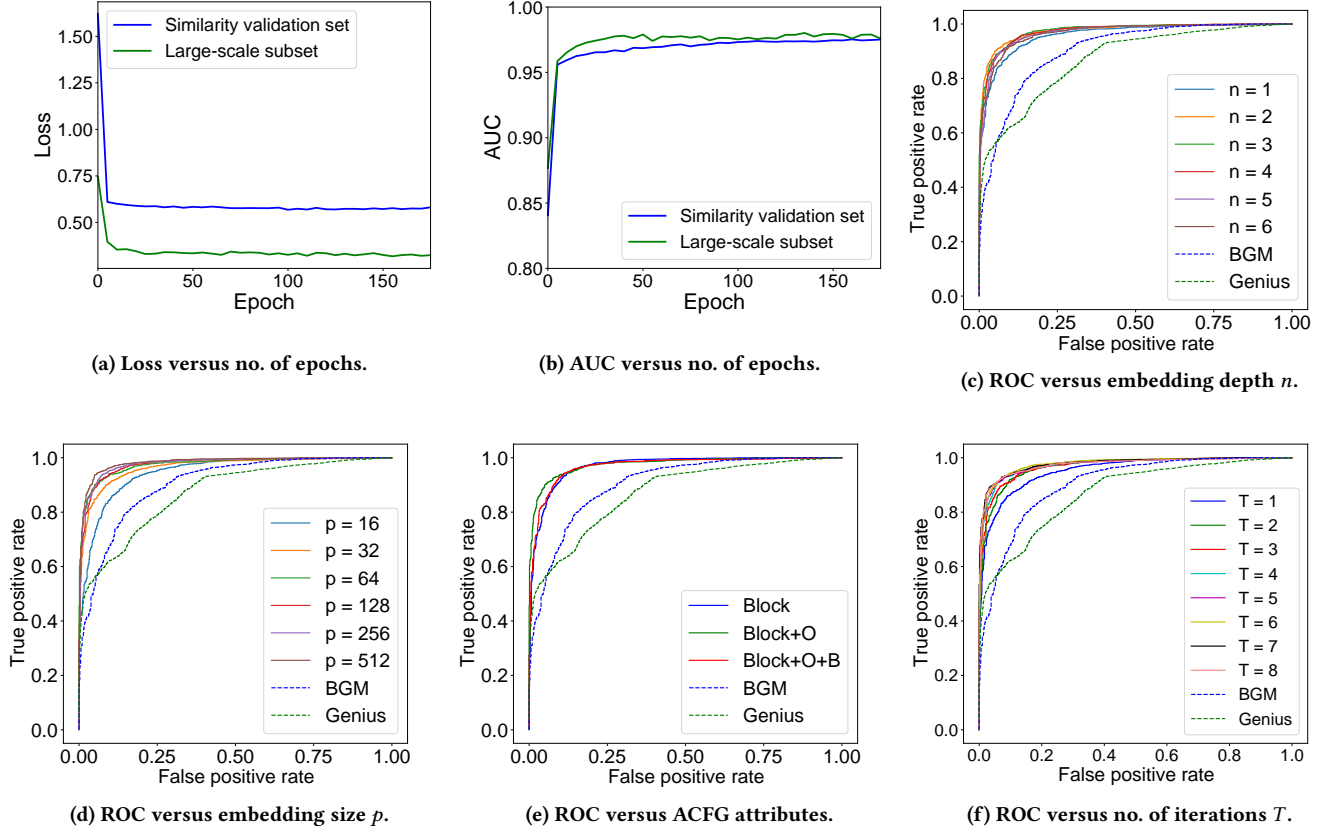 1.50
1.25
1.00
0.75
0.50
Loss
Similarity validation set
Large-scale subset
0
50
100
150
Epoch
(a) Loss versus no. of epochs.
1.00
0.95
0.90
0.85
0.80
AUC
Similarity validation set
Large-scale subset
0
50
100
150
Epoch
(b) AUC versus no. of epochs.
1.0
0.8
0.6
0.4
0.2
0.0
True positive rate
n = 1
n = 2
n = 3
n = 4
n = 5
n = 6
BGM
Genius
0.00
0.25
0.50
0.75
1.00
False positive rate
(c) ROC versus embedding depth n.
1.0
0.8
0.6
0.4
0.2
0.0
True positive rate
p = 16
p = 32
p = 64
p = 128
p = 256
p = 512
BGM
Genius
0.00
0.25
0.50
0.75
1.00
False positive rate
(d) ROC versus embedding size p.
1.0
0.8
0.6
0.4
0.2
0.0
True positive rate
Block
Block+O
Block+O+B
BGM
Genius
0.00
0.25
0.50
0.75
1.00
False positive rate
(e) ROC versus ACFG attributes.
1.0
0.8
0.6
0.4
0.2
0.0
True positive rate
T = 1
T = 2
T = 3
T = 4
T = 5
T = 6
T = 7
T = 8
BGM
Genius
0.0
0.2
0.4
0.6
0.8
1.0
False positive rate
(f) ROC versus no. of iterations T.